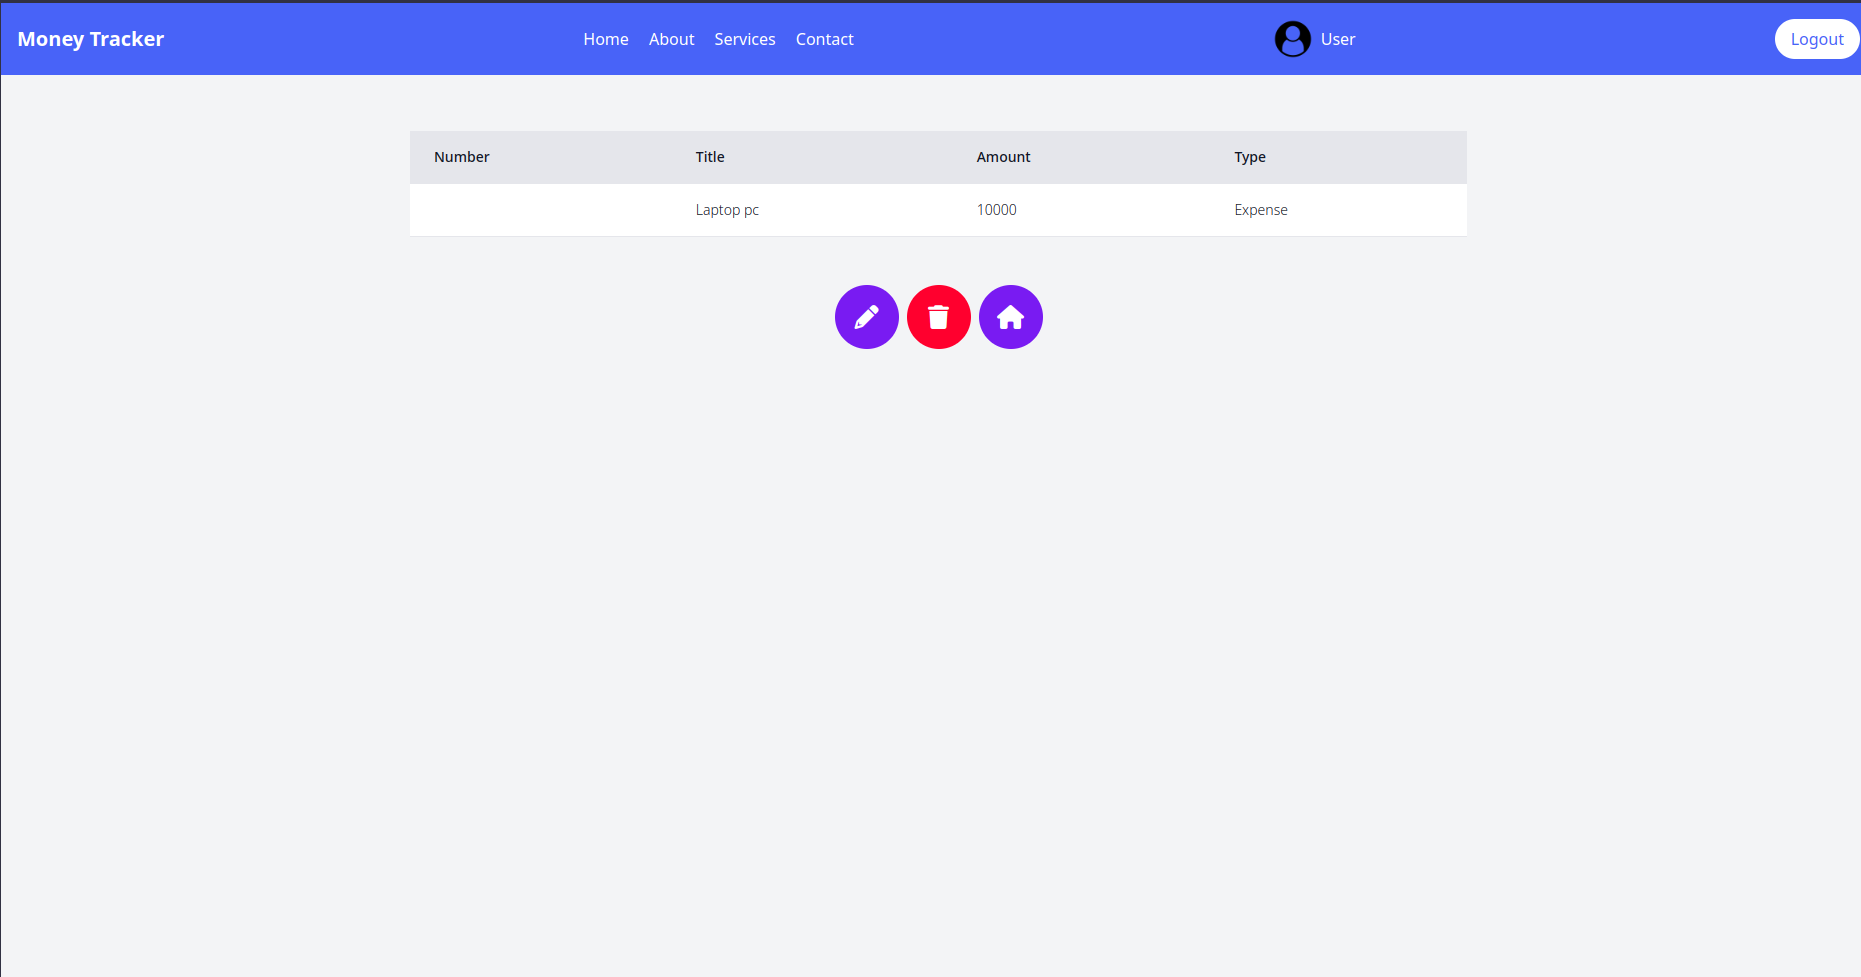 Money Tracker Home About Services Contact User Logout
Number Title Amount Type
Laptop pc 10000 Expense